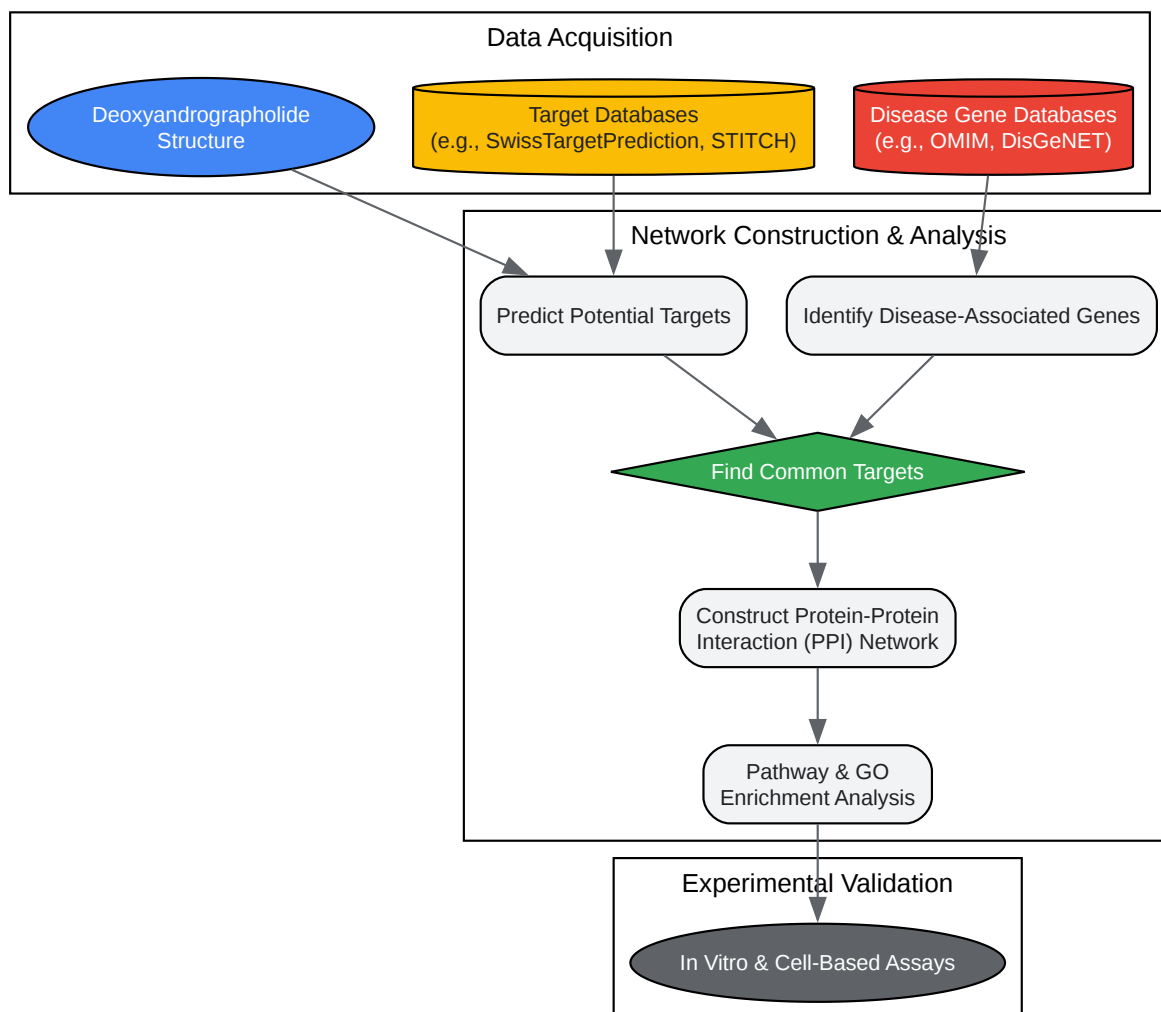 Data Acquisition
Deoxyandrographolide
Structure
Target Databases
(e.g., SwissTargetPrediction, STITCH)
Disease Gene Databases
(e.g., OMIM, DisGeNET)
Network Construction & Analysis
Predict Potential Targets
Identify Disease-Associated Genes
Find Common Targets
Construct Protein-Protein
Interaction (PPI) Network
Pathway & GO
Enrichment Analysis
Experimental Validation
In Vitro & Cell-Based Assays